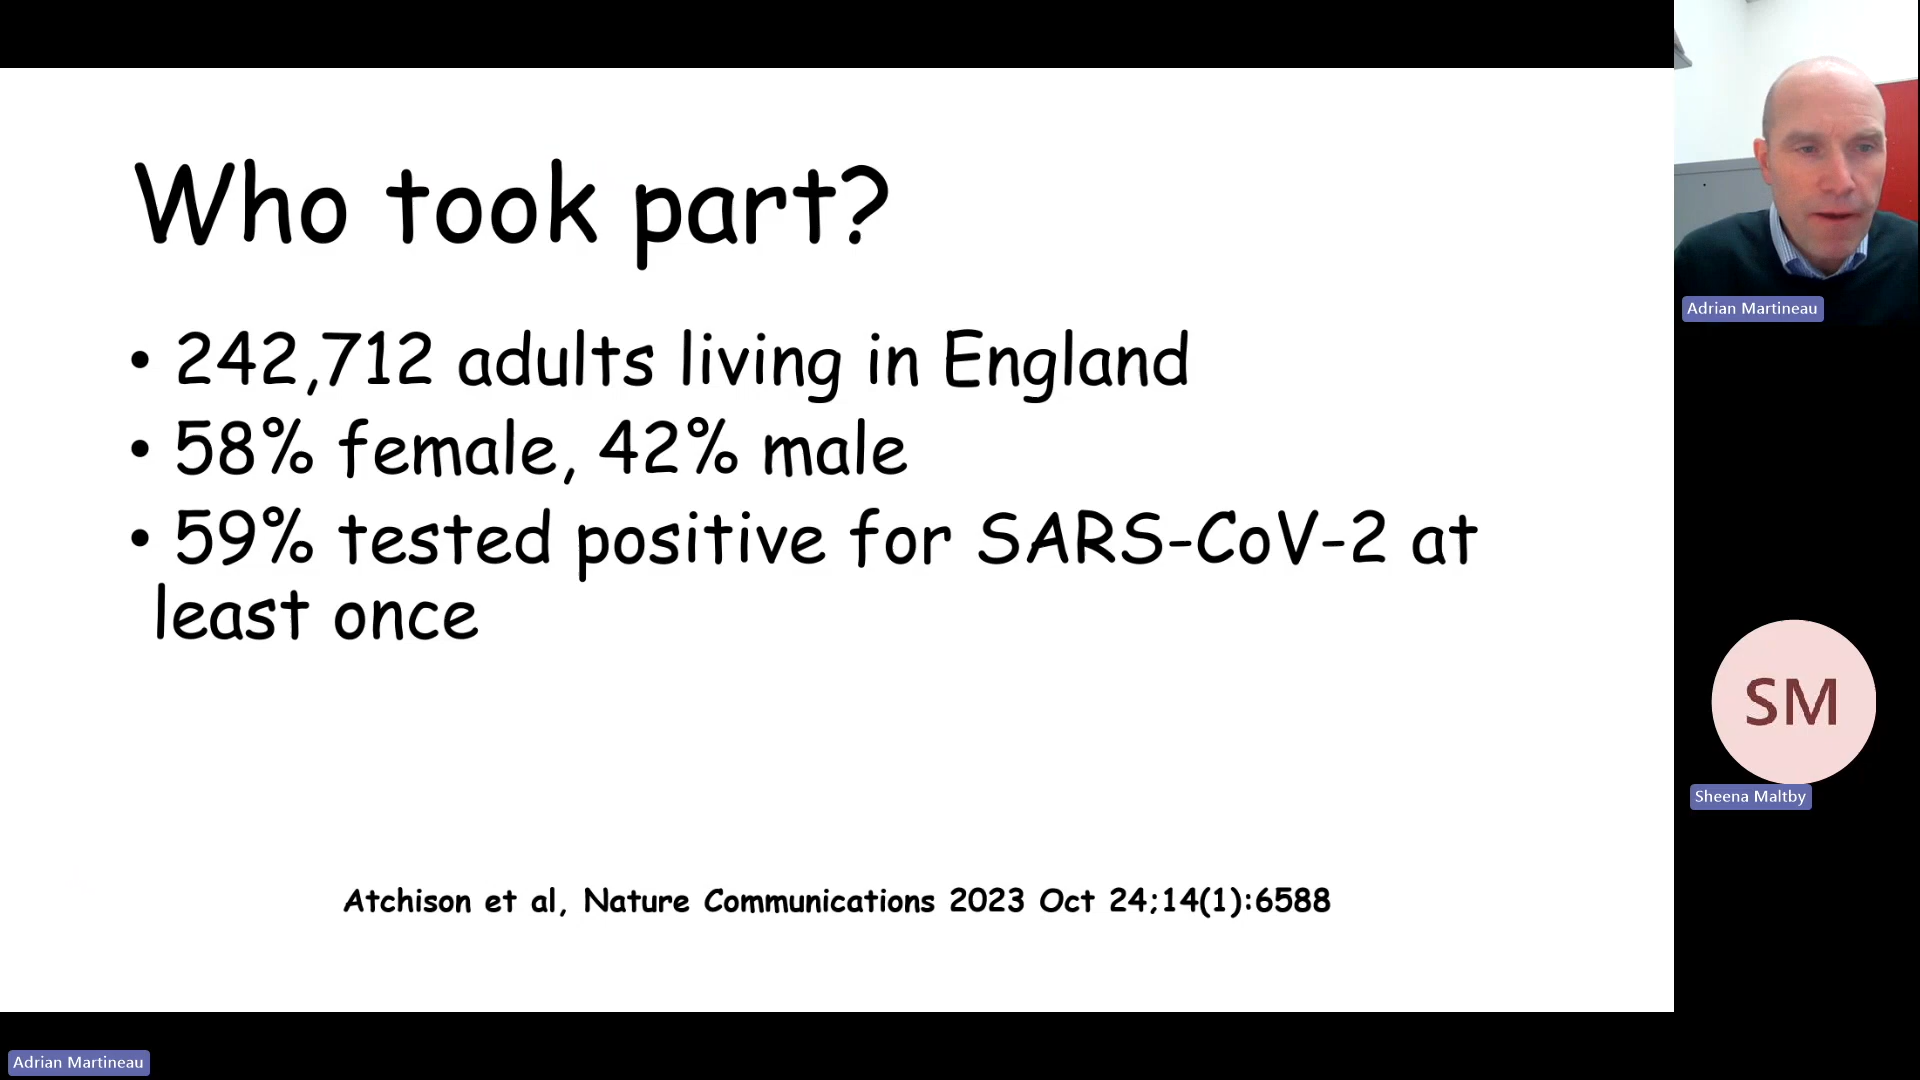 Who took part?
• 242,712 adults living in England
• 58% female, 42% male
• 59% tested positive for SARS-CoV-2 at
least once
Atchison et al, Nature Communications 2023 Oct 24;14(1):6588
Adrian Martineau
SM
Sheena Maltby
Adrian Martineau